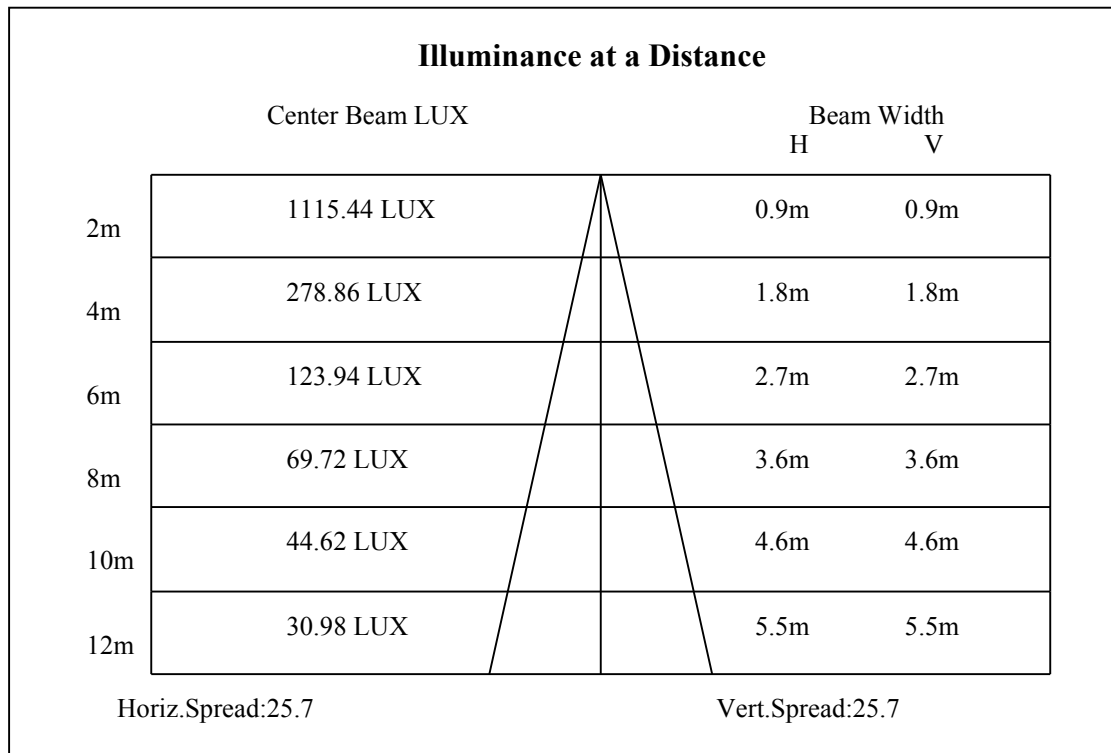 Illuminance at a Distance
Center Beam LUX Beam Width
H V
2m 1115.44 LUX 0.9m 0.9m
4m 278.86 LUX 1.8m 1.8m
6m 123.94 LUX 2.7m 2.7m
8m 69.72 LUX 3.6m 3.6m
10m 44.62 LUX 4.6m 4.6m
12m 30.98 LUX 5.5m 5.5m
Horiz.Spread:25.7 Vert.Spread:25.7